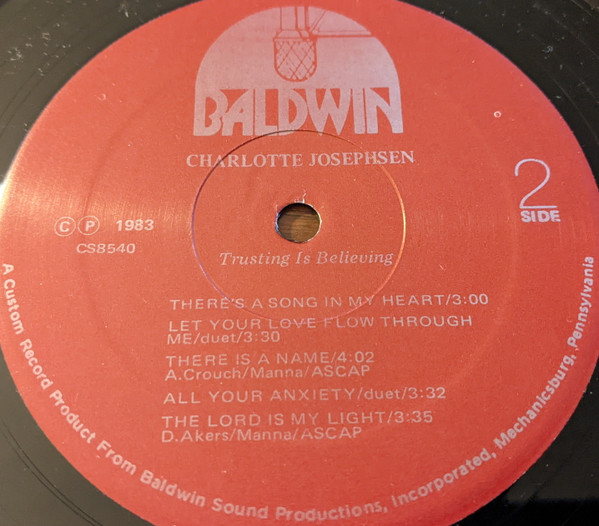 BALDWIN
CHARLOTTE JOSEPHSEN
2
SIDE
© ℗ 1983
CS8540
Trusting Is Believing
THERE'S A SONG IN MY HEART/3:00
LET YOUR LOVE FLOW THROUGH
ME/duet/3:30
THERE IS A NAME/4:02
A.Crouch/Manna/ASCAP
ALL YOUR ANXIETY/duet/3:32
THE LORD IS MY LIGHT/3:35
D.Akers/Manna/ASCAP
A Custom Record Product From Baldwin Sound Productions, Incorporated, Mechanicsburg, Pennsylvania